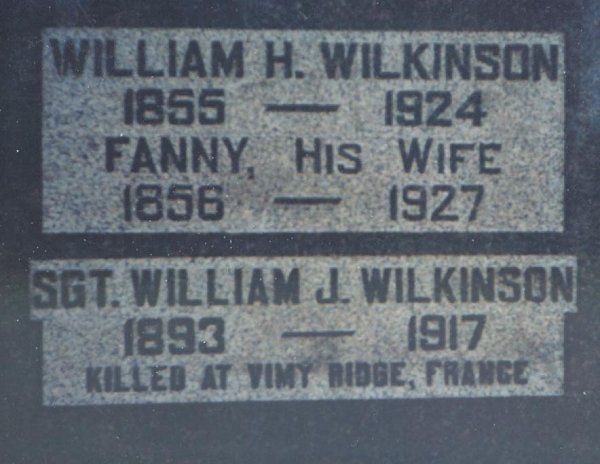 WILLIAM H. WILKINSON
1855 — 1924
FANNY, HIS WIFE
1856 — 1927
SGT. WILLIAM J. WILKINSON
1893 — 1917
KILLED AT VIMY RIDGE, FRANCE